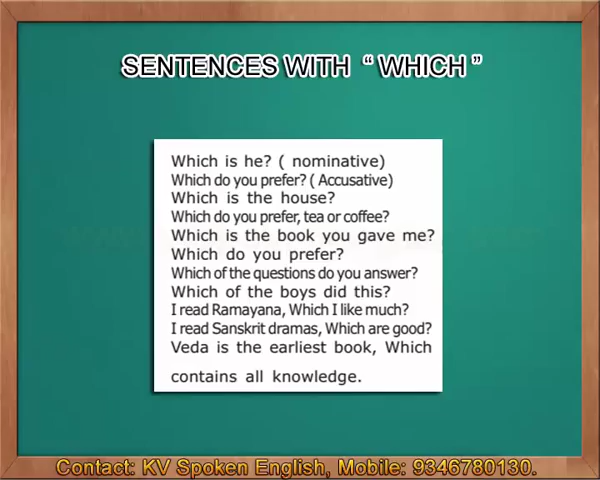 SENTENCES WITH “ WHICH ”
Which is he? ( nominative)
Which do you prefer? ( Accusative)
Which is the house?
Which do you prefer, tea or coffee?
Which is the book you gave me?
Which do you prefer?
Which of the questions do you answer?
Which of the boys did this?
I read Ramayana, Which I like much?
I read Sanskrit dramas, Which are good?
Veda is the earliest book, Which
contains all knowledge.
Contact: KV Spoken English, Mobile: 9346780130.